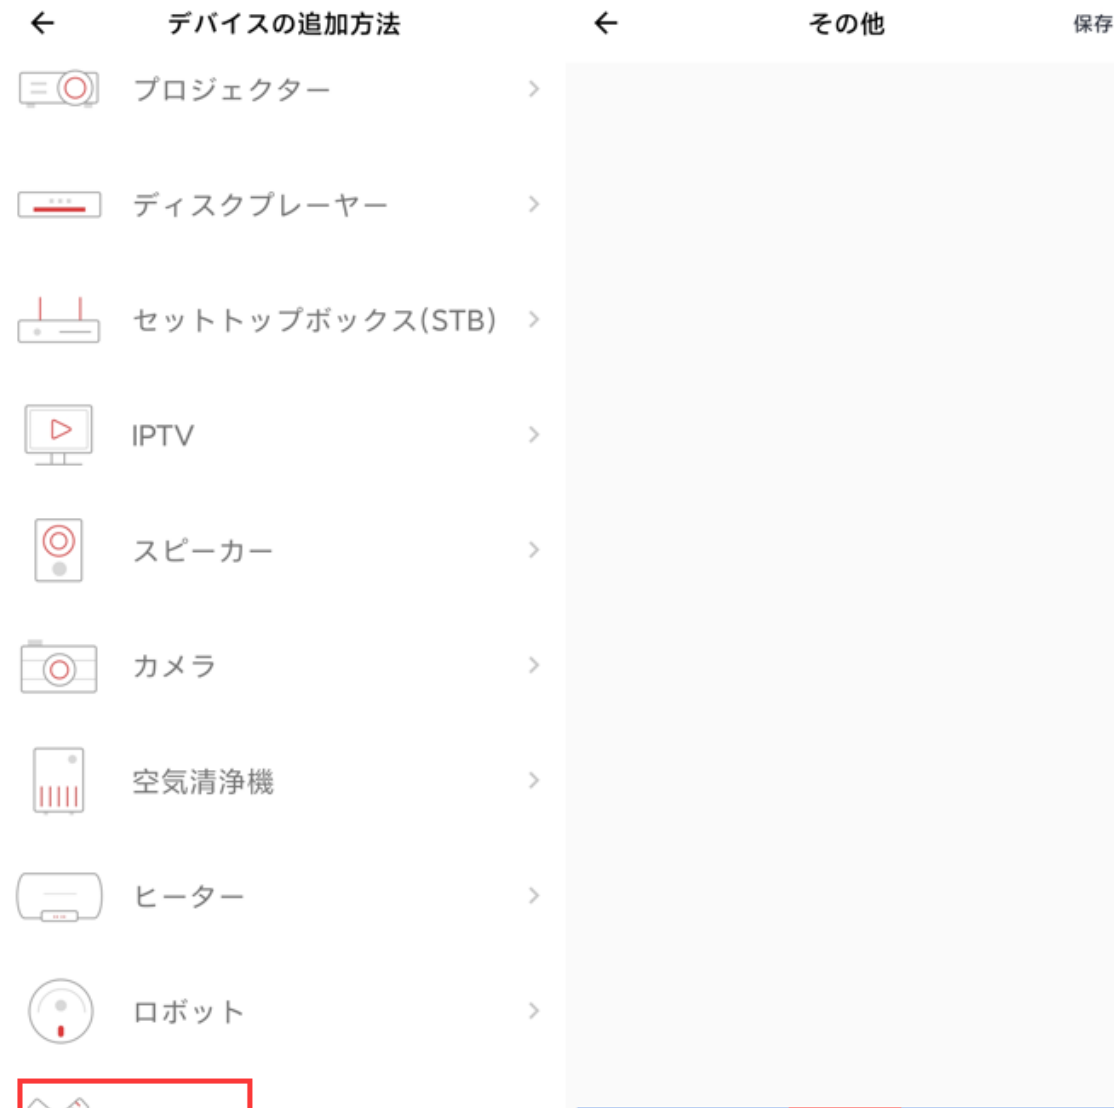 デバイスの追加方法
プロジェクター
ディスクプレーヤー
セットトップボックス(STB)
IPTV
スピーカー
カメラ
空気清浄機
ヒーター
ロボット
その他
保存